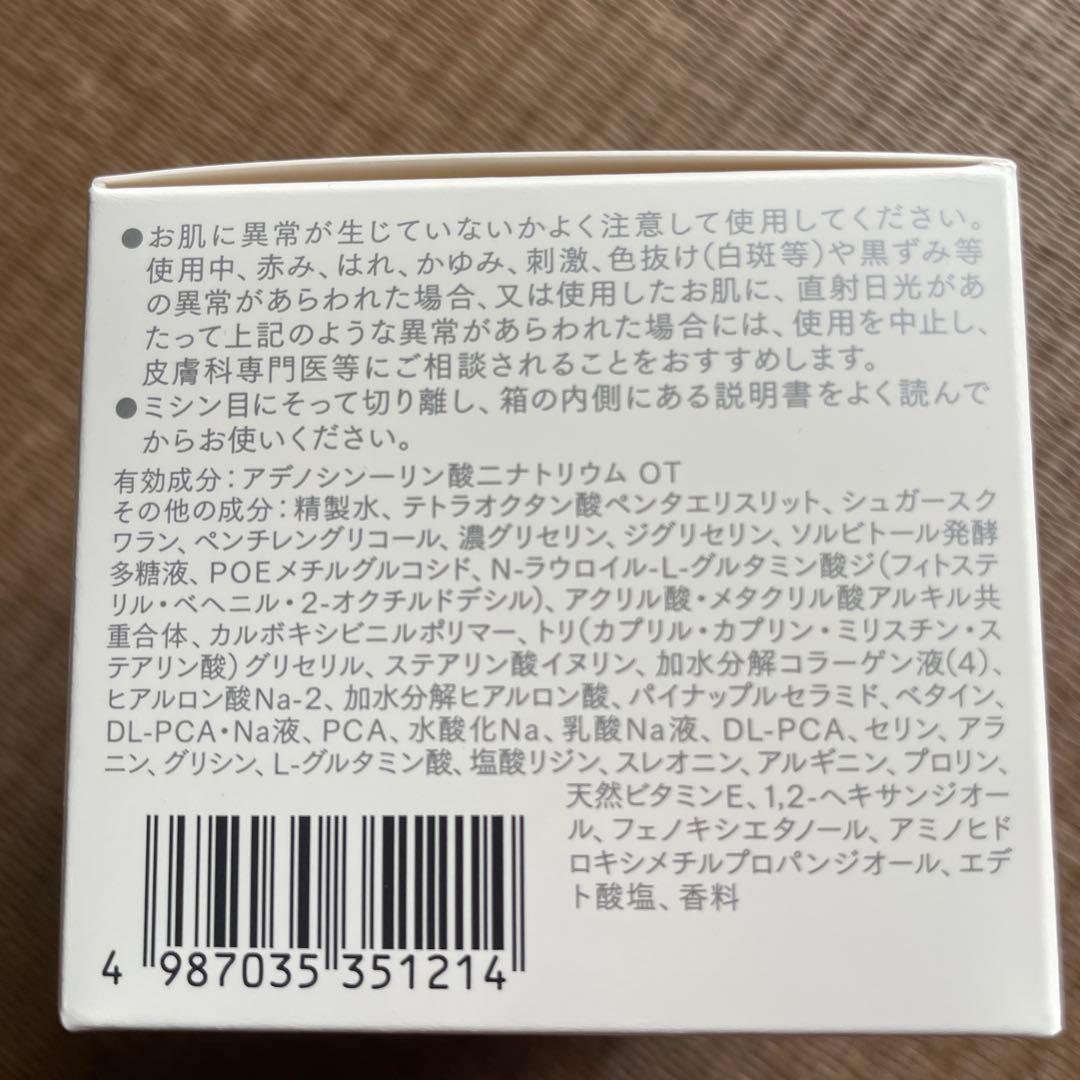 ●お肌に異常が生じていないかよく注意して使用してください。
使用中、赤み、はれ、かゆみ、刺激、色抜け(白斑等)や黒ずみ等
の異常があらわれた場合、又は使用したお肌に、直射日光があ
たって上記のような異常があらわれた場合には、使用を中止し、
皮膚科専門医等にご相談されることをおすすめします。
●ミシン目にそって切り離し、箱の内側にある説明書をよく読んで
からお使いください。
有効成分：アデノシン一リン酸二ナトリウム OT
その他の成分：精製水、テトラオクタン酸ペンタエリスリット、シュガースク
ワラン、ペンチレングリコール、濃グリセリン、ジグリセリン、ソルビトール発酵
多糖液、POEメチルグルコシド、N-ラウロイル-L-グルタミン酸ジ(フィトステ
リル・ベヘニル・2-オクチルドデシル)、アクリル酸・メタクリル酸アルキル共
重合体、カルボキシビニルポリマー、トリ(カプリル・カプリン・ミリスチン・ス
テアリン酸)グリセリル、ステアリン酸イヌリン、加水分解コラーゲン液(4)、
ヒアルロン酸Na-2、加水分解ヒアルロン酸、パイナップルセラミド、ベタイン、
DL-PCA・Na液、PCA、水酸化Na、乳酸Na液、DL-PCA、セリン、アラ
ニン、グリシン、L-グルタミン酸、塩酸リジン、スレオニン、アルギニン、プロリン、
天然ビタミンE、1,2-ヘキサンジオー
ル、フェノキシエタノール、アミノヒド
ロキシメチルプロパンジオール、エデ
ト酸塩、香料
4 987035 351214